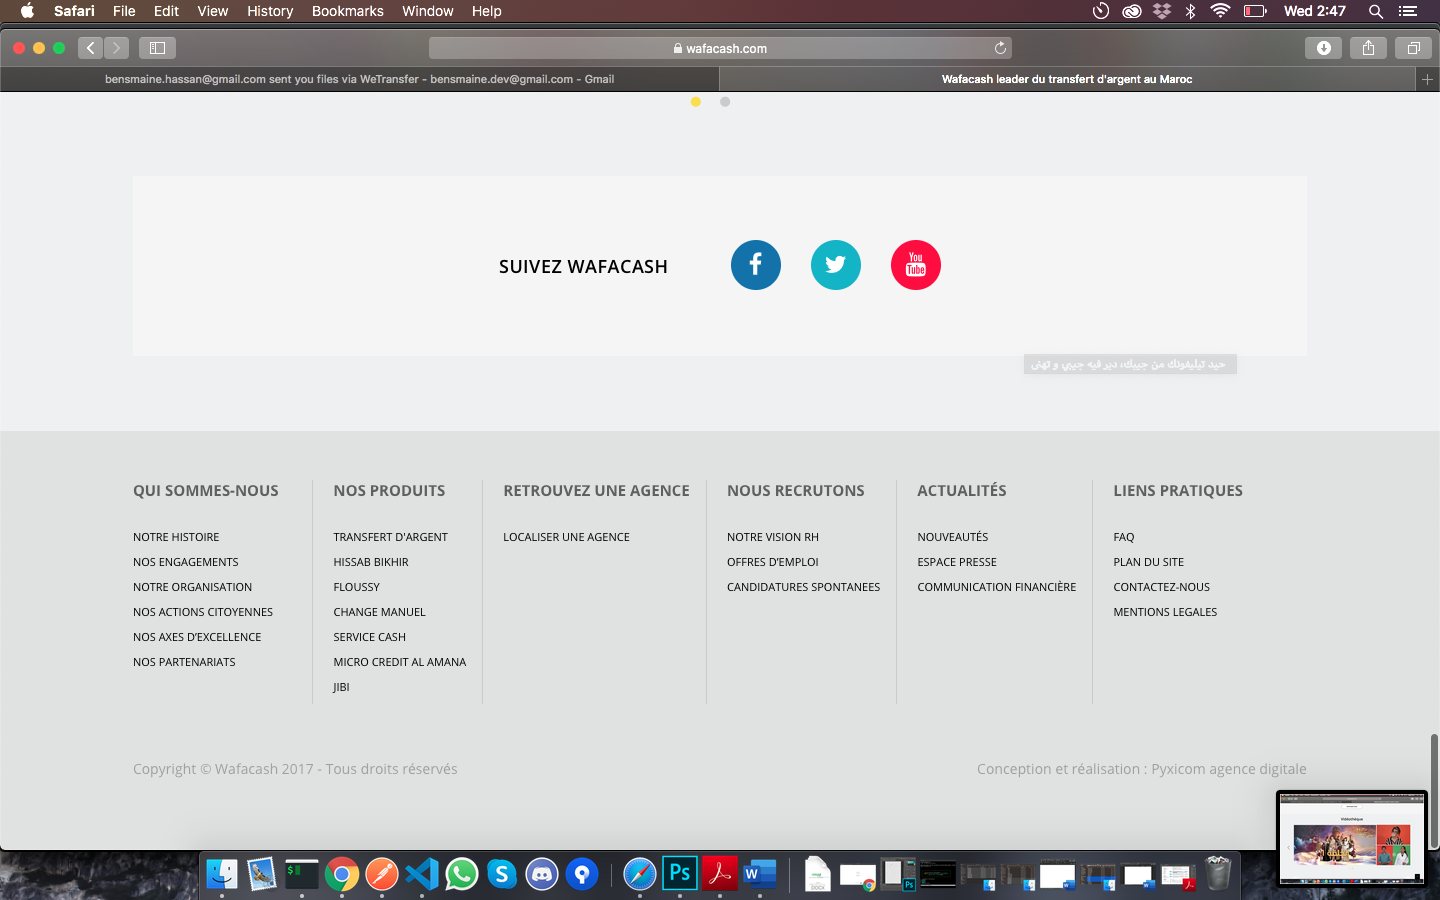 Safari File Edit View History Bookmarks Window Help Wed 2:47
wafacash.com
bensmaine.hassan@gmail.com sent you files via WeTransfer - bensmaine.dev@gmail.com - Gmail
Wafacash leader du transfert d'argent au Maroc
SUIVEZ WAFACASH
You
Tube
حيد تيليفونك من جيبك، دير فيه جيبي و تهنى
QUI SOMMES-NOUS
NOTRE HISTOIRE
NOS ENGAGEMENTS
NOTRE ORGANISATION
NOS ACTIONS CITOYENNES
NOS AXES D'EXCELLENCE
NOS PARTENARIATS
NOS PRODUITS
TRANSFERT D'ARGENT
HISSAB BIKHIR
FLOUSSY
CHANGE MANUEL
SERVICE CASH
MICRO CREDIT AL AMANA
JIBI
RETROUVEZ UNE AGENCE
LOCALISER UNE AGENCE
NOUS RECRUTONS
NOTRE VISION RH
OFFRES D'EMPLOI
CANDIDATURES SPONTANEES
ACTUALITÉS
NOUVEAUTÉS
ESPACE PRESSE
COMMUNICATION FINANCIÈRE
LIENS PRATIQUES
FAQ
PLAN DU SITE
CONTACTEZ-NOUS
MENTIONS LEGALES
Copyright © Wafacash 2017 - Tous droits réservés
Conception et réalisation : Pyxicom agence digitale
Vidéothèque
Ps
W
DOCX